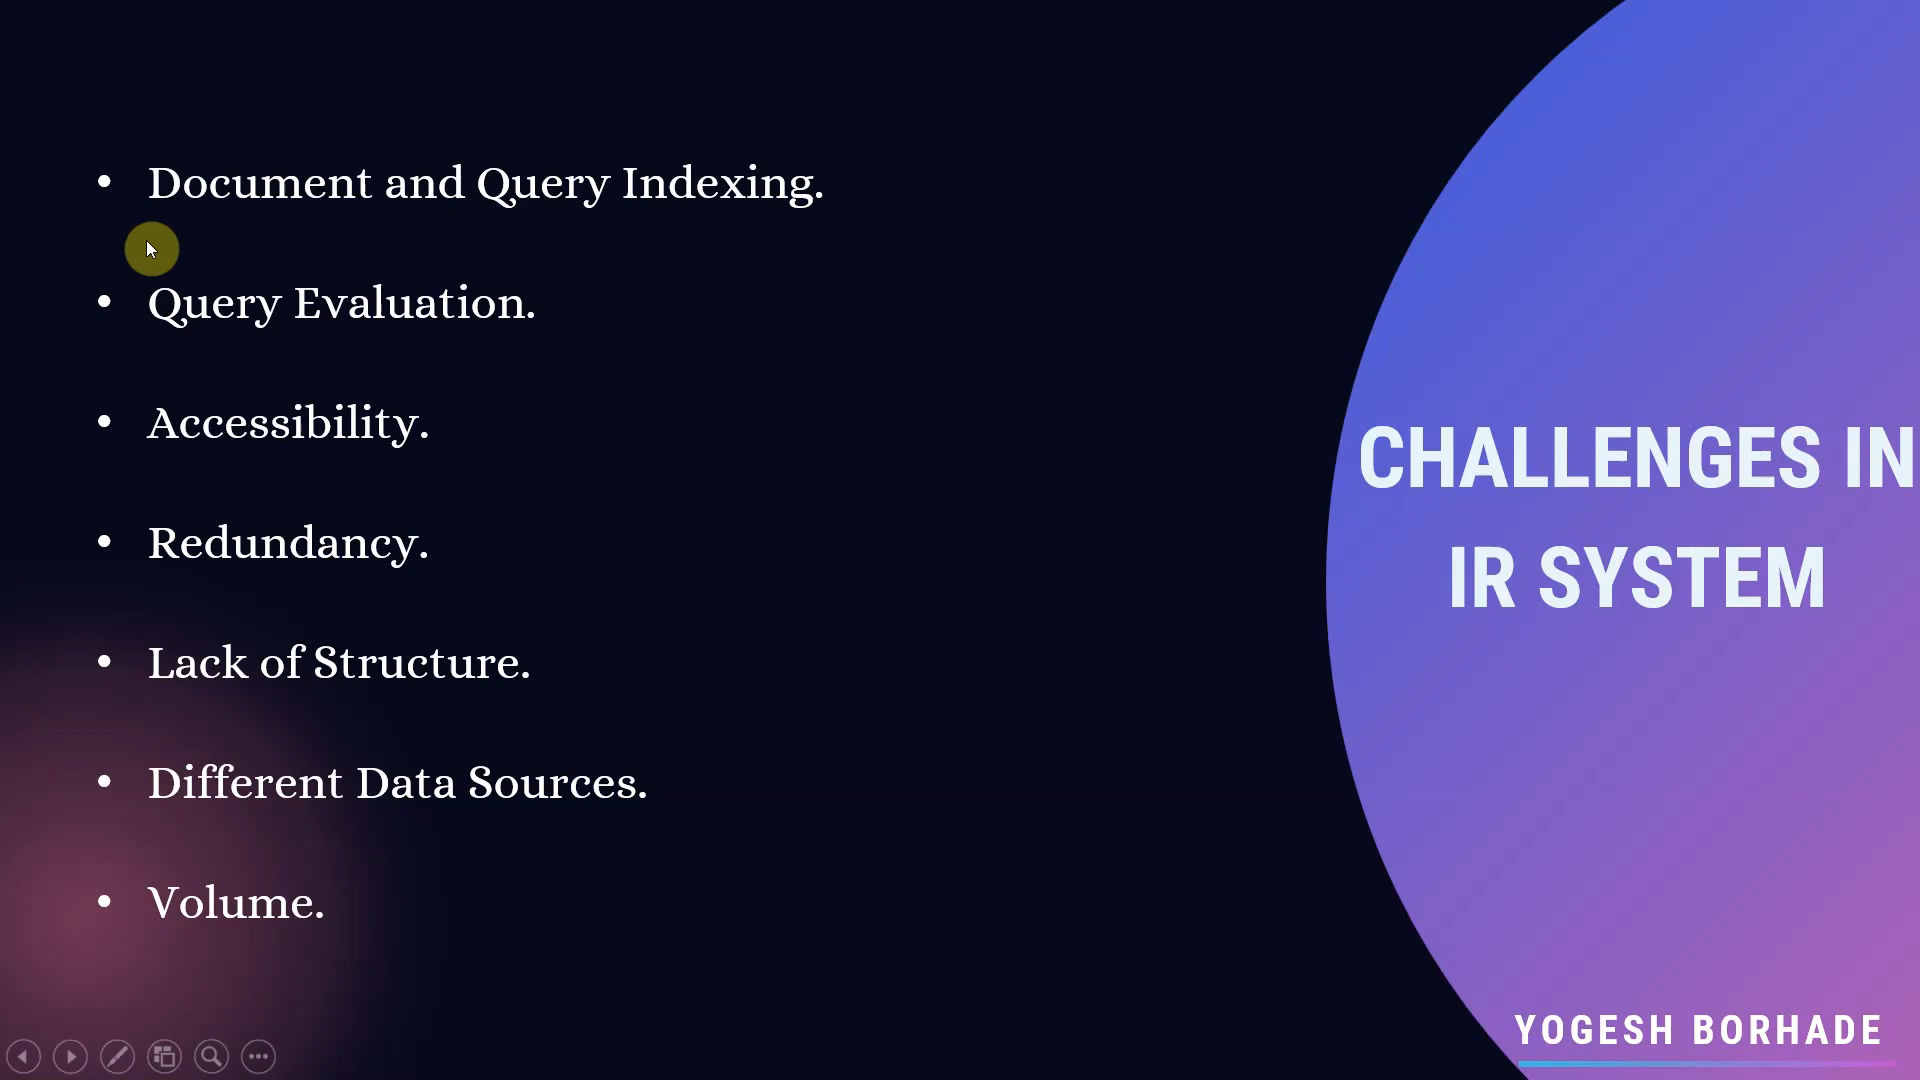 • Document and Query Indexing.
• Query Evaluation.
• Accessibility.
• Redundancy.
• Lack of Structure.
• Different Data Sources.
• Volume.
CHALLENGES IN
IR SYSTEM
YOGESH BORHADE